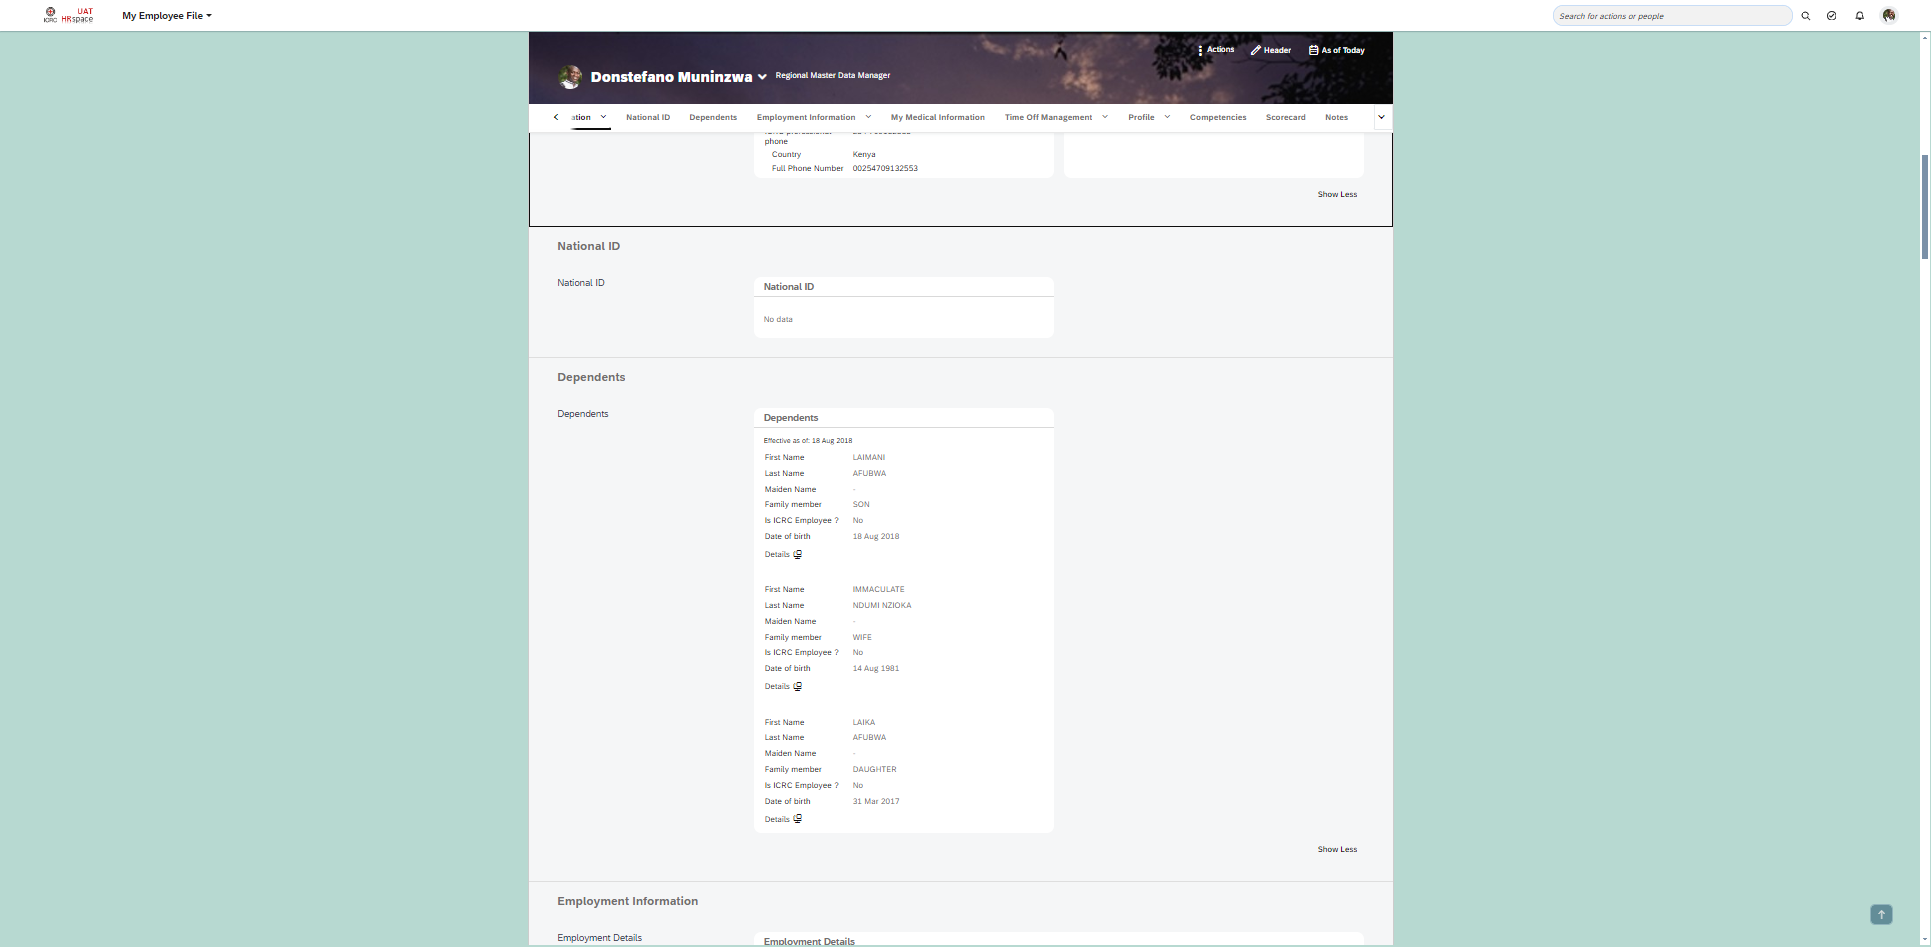 UAT
ICRC HRspace
My Employee File
Search for actions or people
Actions
Header
As of Today
Donstefano Muninzwa
Regional Master Data Manager
ation
National ID
Dependents
Employment Information
My Medical Information
Time Off Management
Profile
Competencies
Scorecard
Notes
phone
Country Kenya
Full Phone Number 00254709132553
Show Less
National ID
National ID
National ID
No data
Dependents
Dependents
Dependents
Effective as of: 18 Aug 2018
First Name LAIMANI
Last Name AFUBWA
Maiden Name -
Family member SON
Is ICRC Employee ? No
Date of birth 18 Aug 2018
Details
First Name IMMACULATE
Last Name NDUMI NZIOKA
Maiden Name -
Family member WIFE
Is ICRC Employee ? No
Date of birth 14 Aug 1981
Details
First Name LAIKA
Last Name AFUBWA
Maiden Name -
Family member DAUGHTER
Is ICRC Employee ? No
Date of birth 31 Mar 2017
Details
Show Less
Employment Information
Employment Details
Employment Details